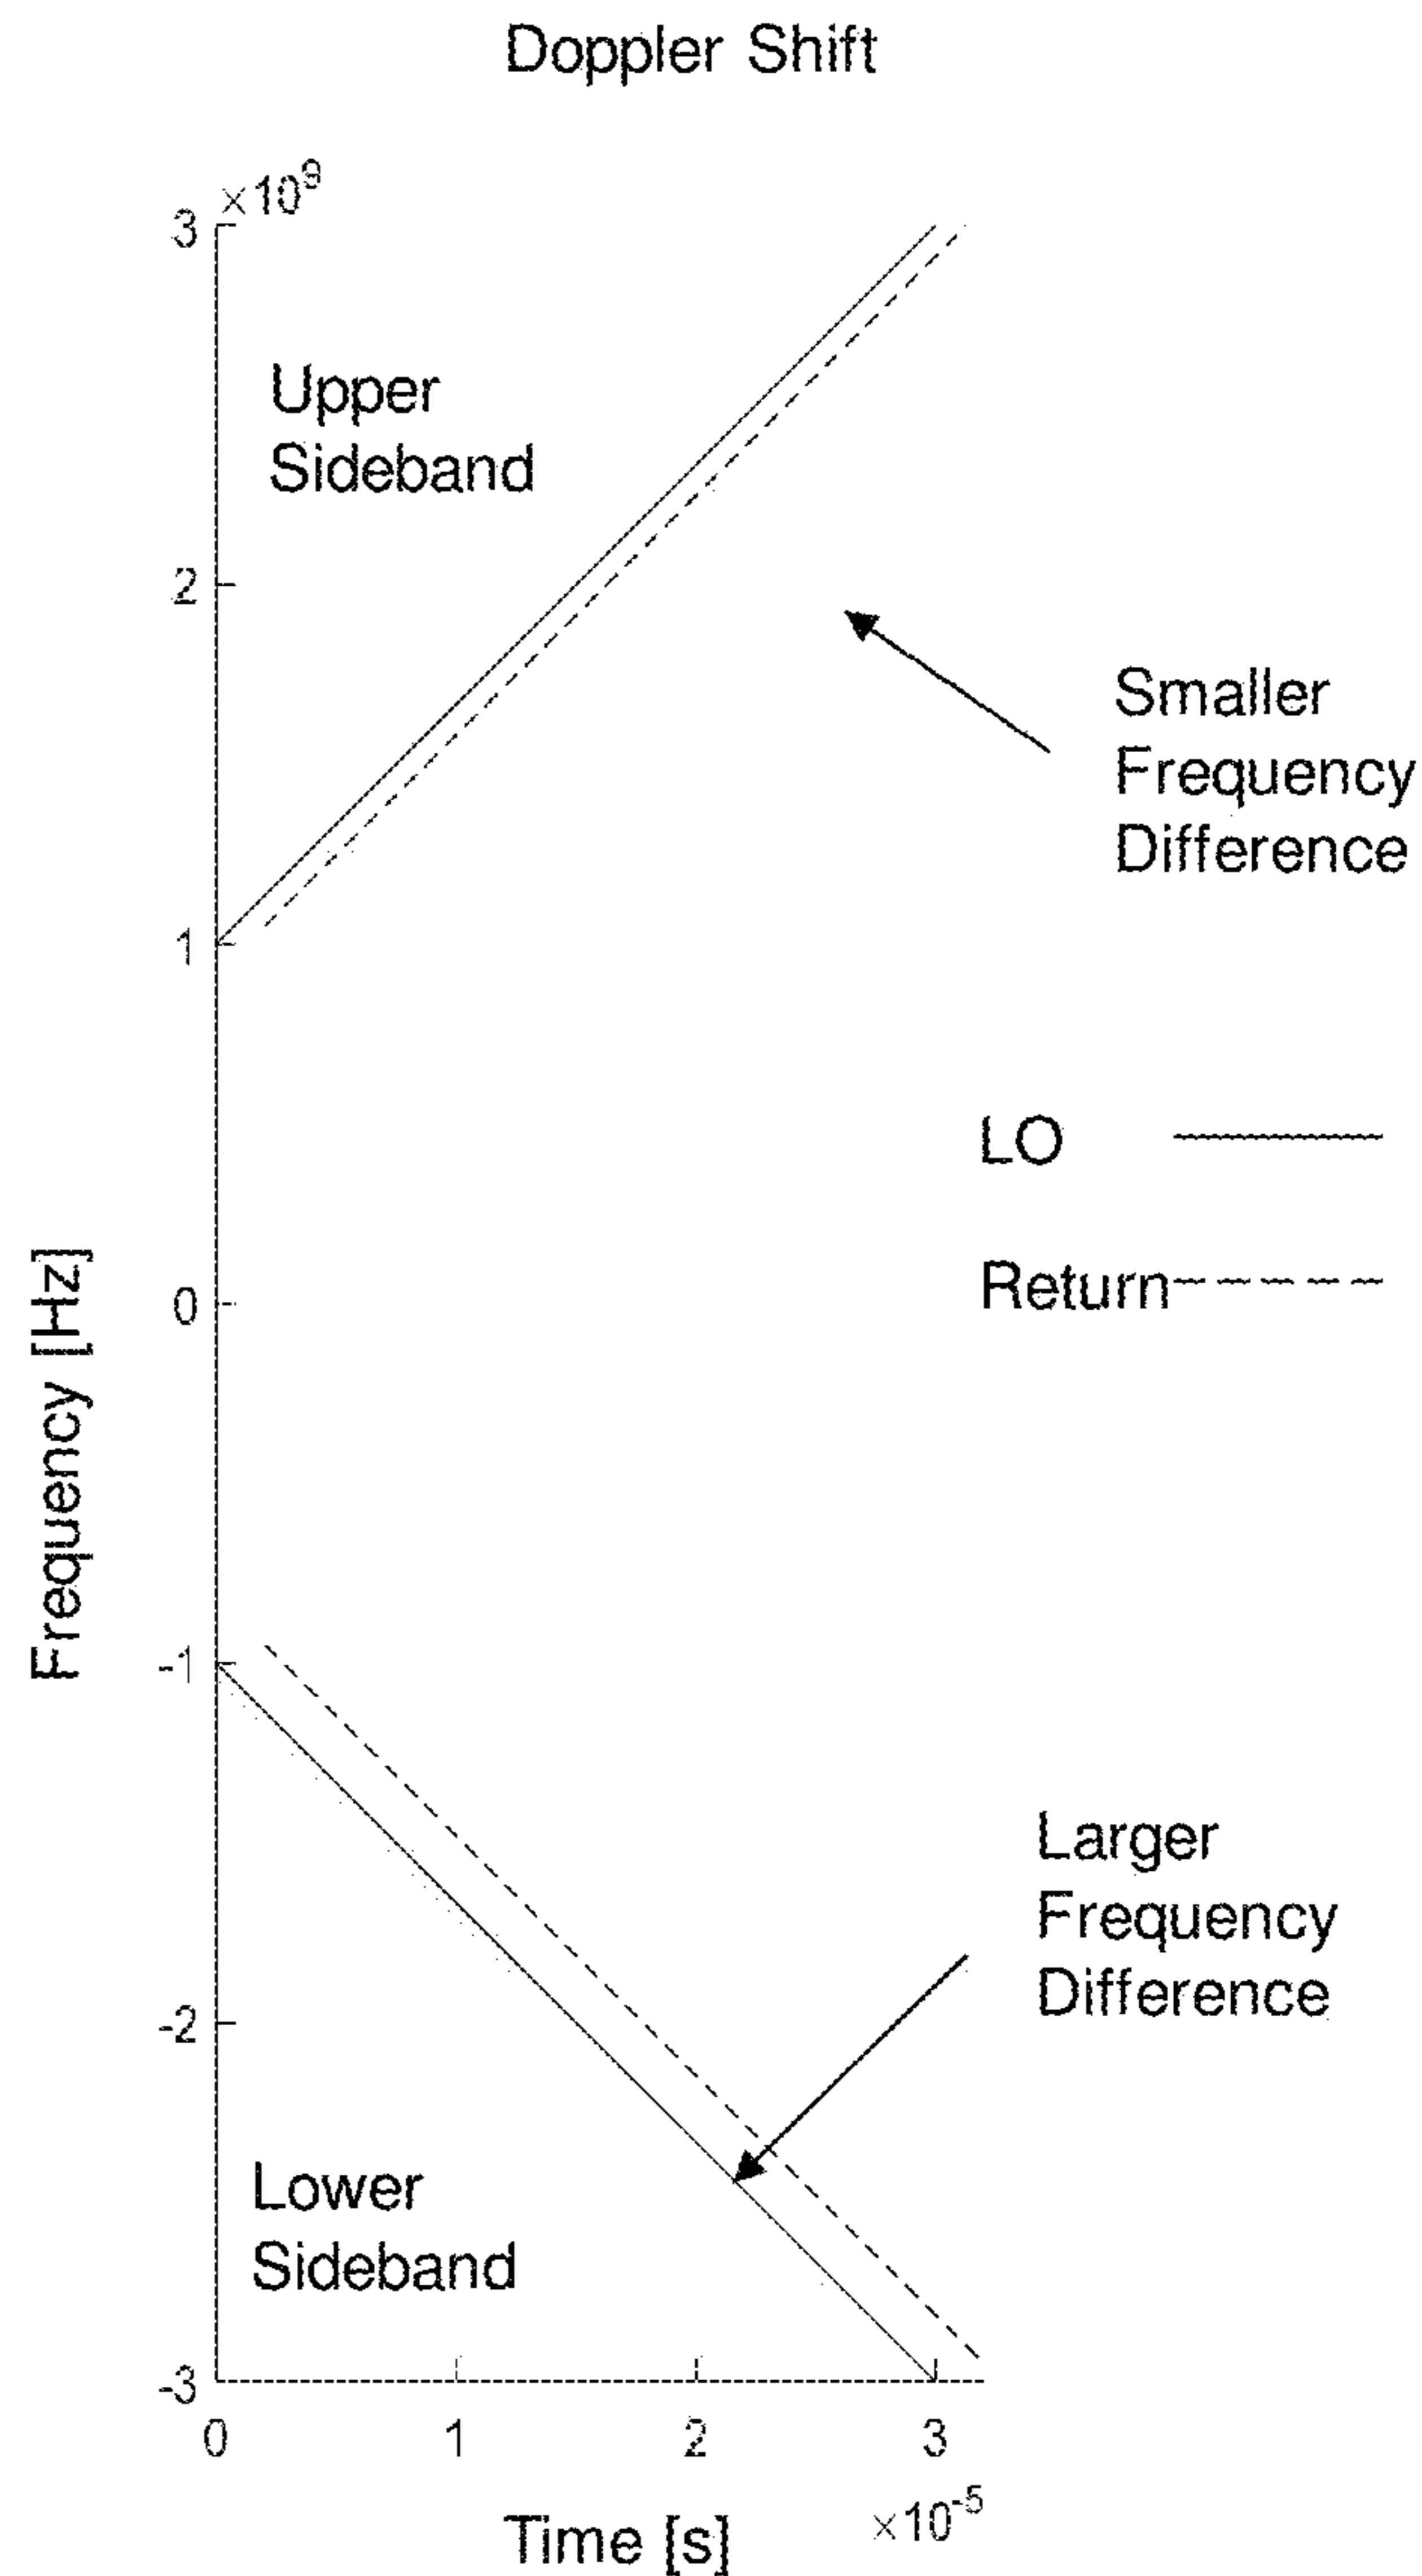 Doppler Shift
×10⁹
3
Upper
Sideband
2
Smaller
Frequency
Difference
1
LO
Return
0
Frequency [Hz]
-1
Larger
Frequency
Difference
-2
Lower
Sideband
-3
0 1 2 3
Time [s]
×10⁻⁵